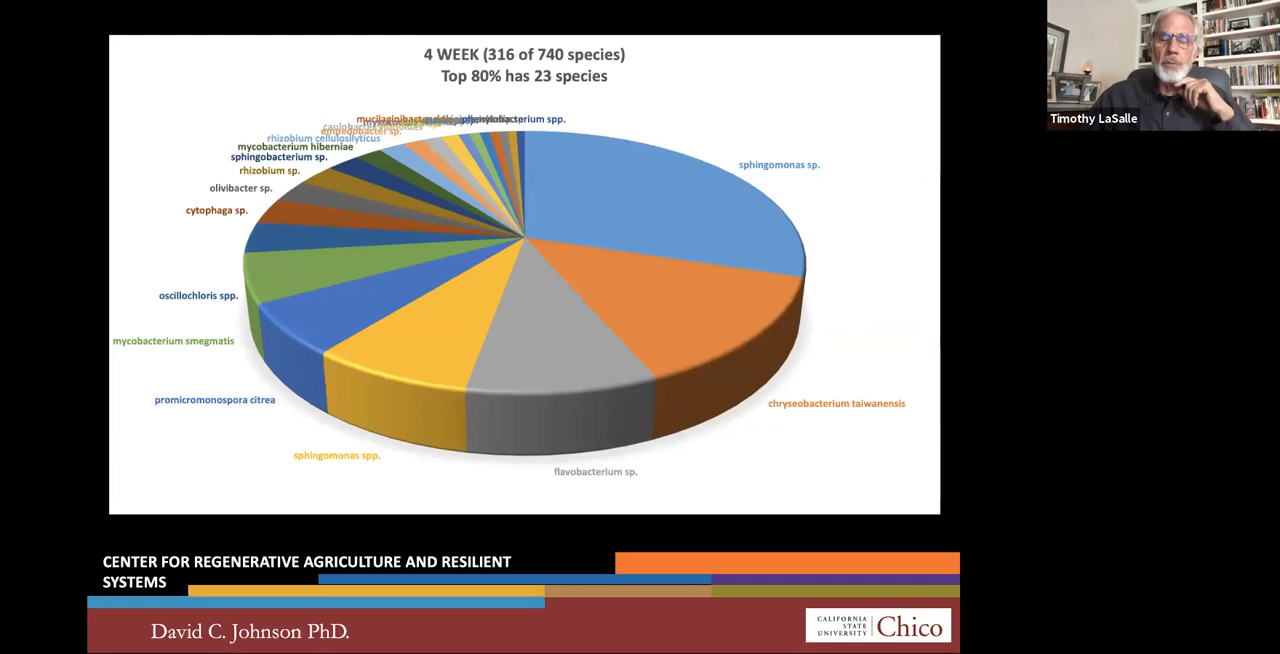 4 WEEK (316 of 740 species)
Top 80% has 23 species
Timothy LaSalle
phenylobacterium spp.
mucilaginibacter
caulobacter
empedobacter sp.
rhizobium cellulosilyticus
mycobacterium hiberniae
sphingobacterium sp.
sphingomonas sp.
rhizobium sp.
olivibacter sp.
cytophaga sp.
oscillochloris spp.
mycobacterium smegmatis
promicromonospora citrea
chryseobacterium taiwanensis
sphingomonas spp.
flavobacterium sp.
CENTER FOR REGENERATIVE AGRICULTURE AND RESILIENT
SYSTEMS
David C. Johnson PhD.
CALIFORNIA
STATE
UNIVERSITY
Chico